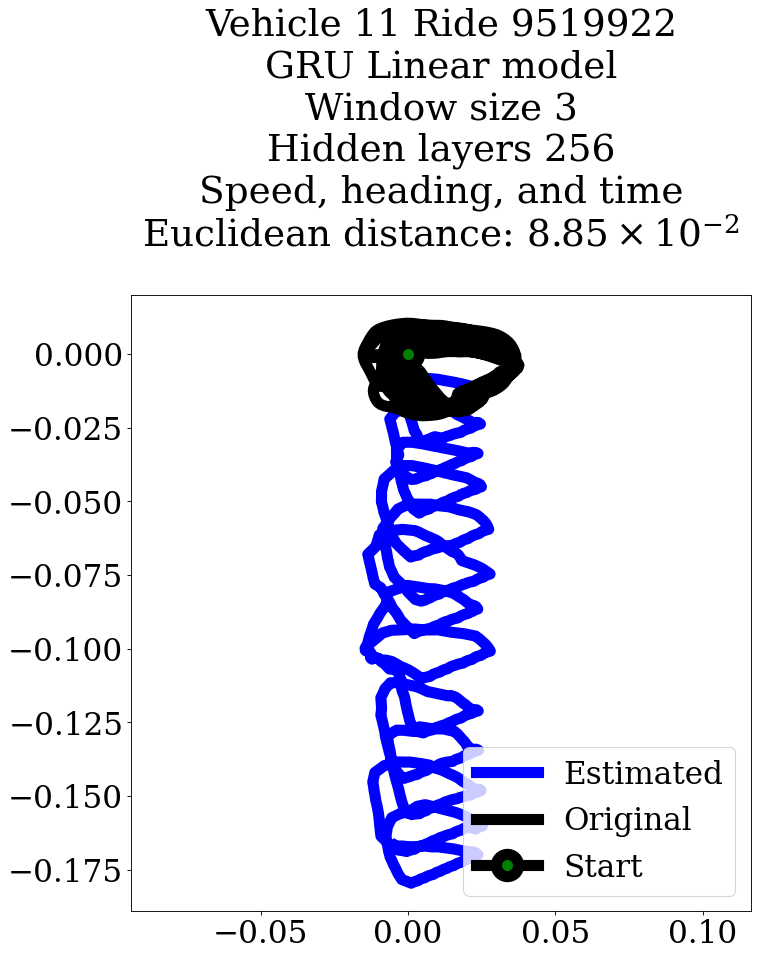 Vehicle 11 Ride 9519922
GRU Linear model
Window size 3
Hidden layers 256
Speed, heading, and time
Euclidean distance: 8.85 × 10⁻²
0.000
−0.025
−0.050
−0.075
−0.100
−0.125
−0.150
−0.175
Estimated
Original
Start
−0.05 0.00 0.05 0.10